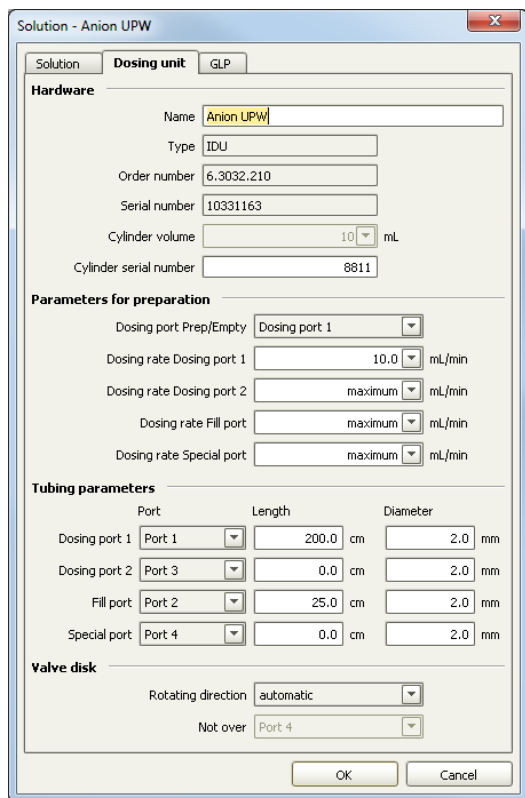 Solution - Anion UPW
Solution Dosing unit GLP
Hardware
Name Anion UPW
Type IDU
Order number 6.3032.210
Serial number 10331163
Cylinder volume 10 mL
Cylinder serial number 8811
Parameters for preparation
Dosing port Prep/Empty Dosing port 1
Dosing rate Dosing port 1 10.0 mL/min
Dosing rate Dosing port 2 maximum mL/min
Dosing rate Fill port maximum mL/min
Dosing rate Special port maximum mL/min
Tubing parameters
Port Length Diameter
Dosing port 1 Port 1 200.0 cm 2.0 mm
Dosing port 2 Port 3 0.0 cm 2.0 mm
Fill port Port 2 25.0 cm 2.0 mm
Special port Port 4 0.0 cm 2.0 mm
Valve disk
Rotating direction automatic
Not over Port 4
OK Cancel